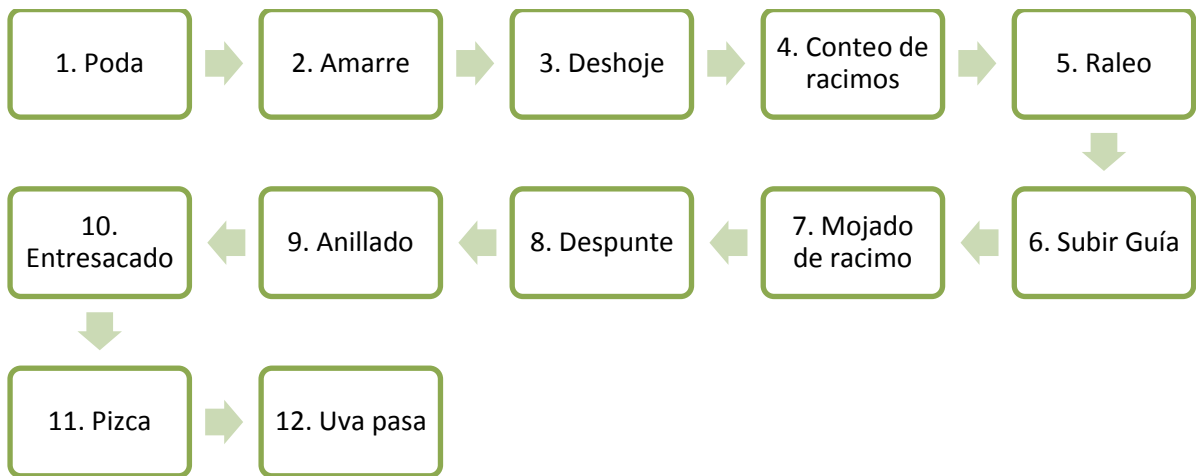 1. Poda
2. Amarre
3. Deshoje
4. Conteo de
racimos
5. Raleo
6. Subir Guía
7. Mojado
de racimo
8. Despunte
9. Anillado
10.
Entresacado
11. Pizca
12. Uva pasa